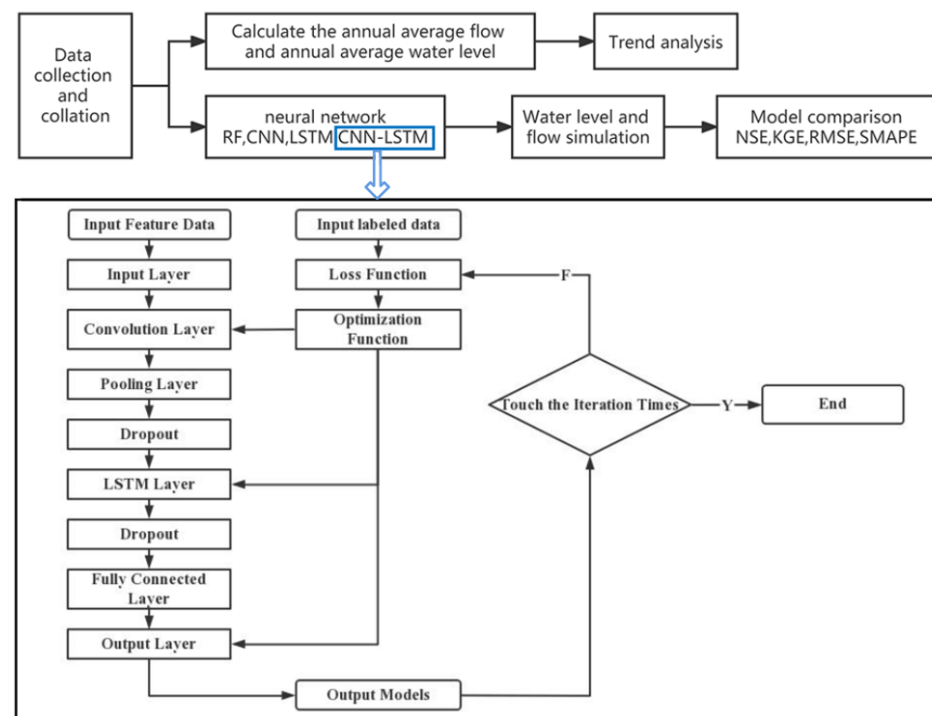 Data
collection
and
collation
Calculate the annual average flow
and annual average water level
Trend analysis
neural network
RF,CNN,LSTM,CNN-LSTM
Water level and
flow simulation
Model comparison
NSE,KGE,RMSE,SMAPE
Input Feature Data
Input Layer
Convolution Layer
Pooling Layer
Dropout
LSTM Layer
Dropout
Fully Connected
Layer
Output Layer
Input labeled data
Loss Function
Optimization
Function
F
Touch the Iteration Times
Y
End
Output Models